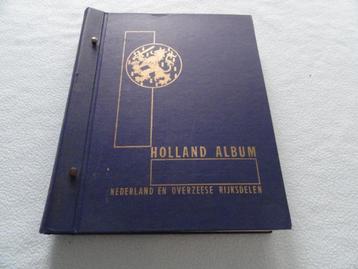 HOLLAND ALBUM
NEDERLAND EN OVERZEESE RIJKSDELEN